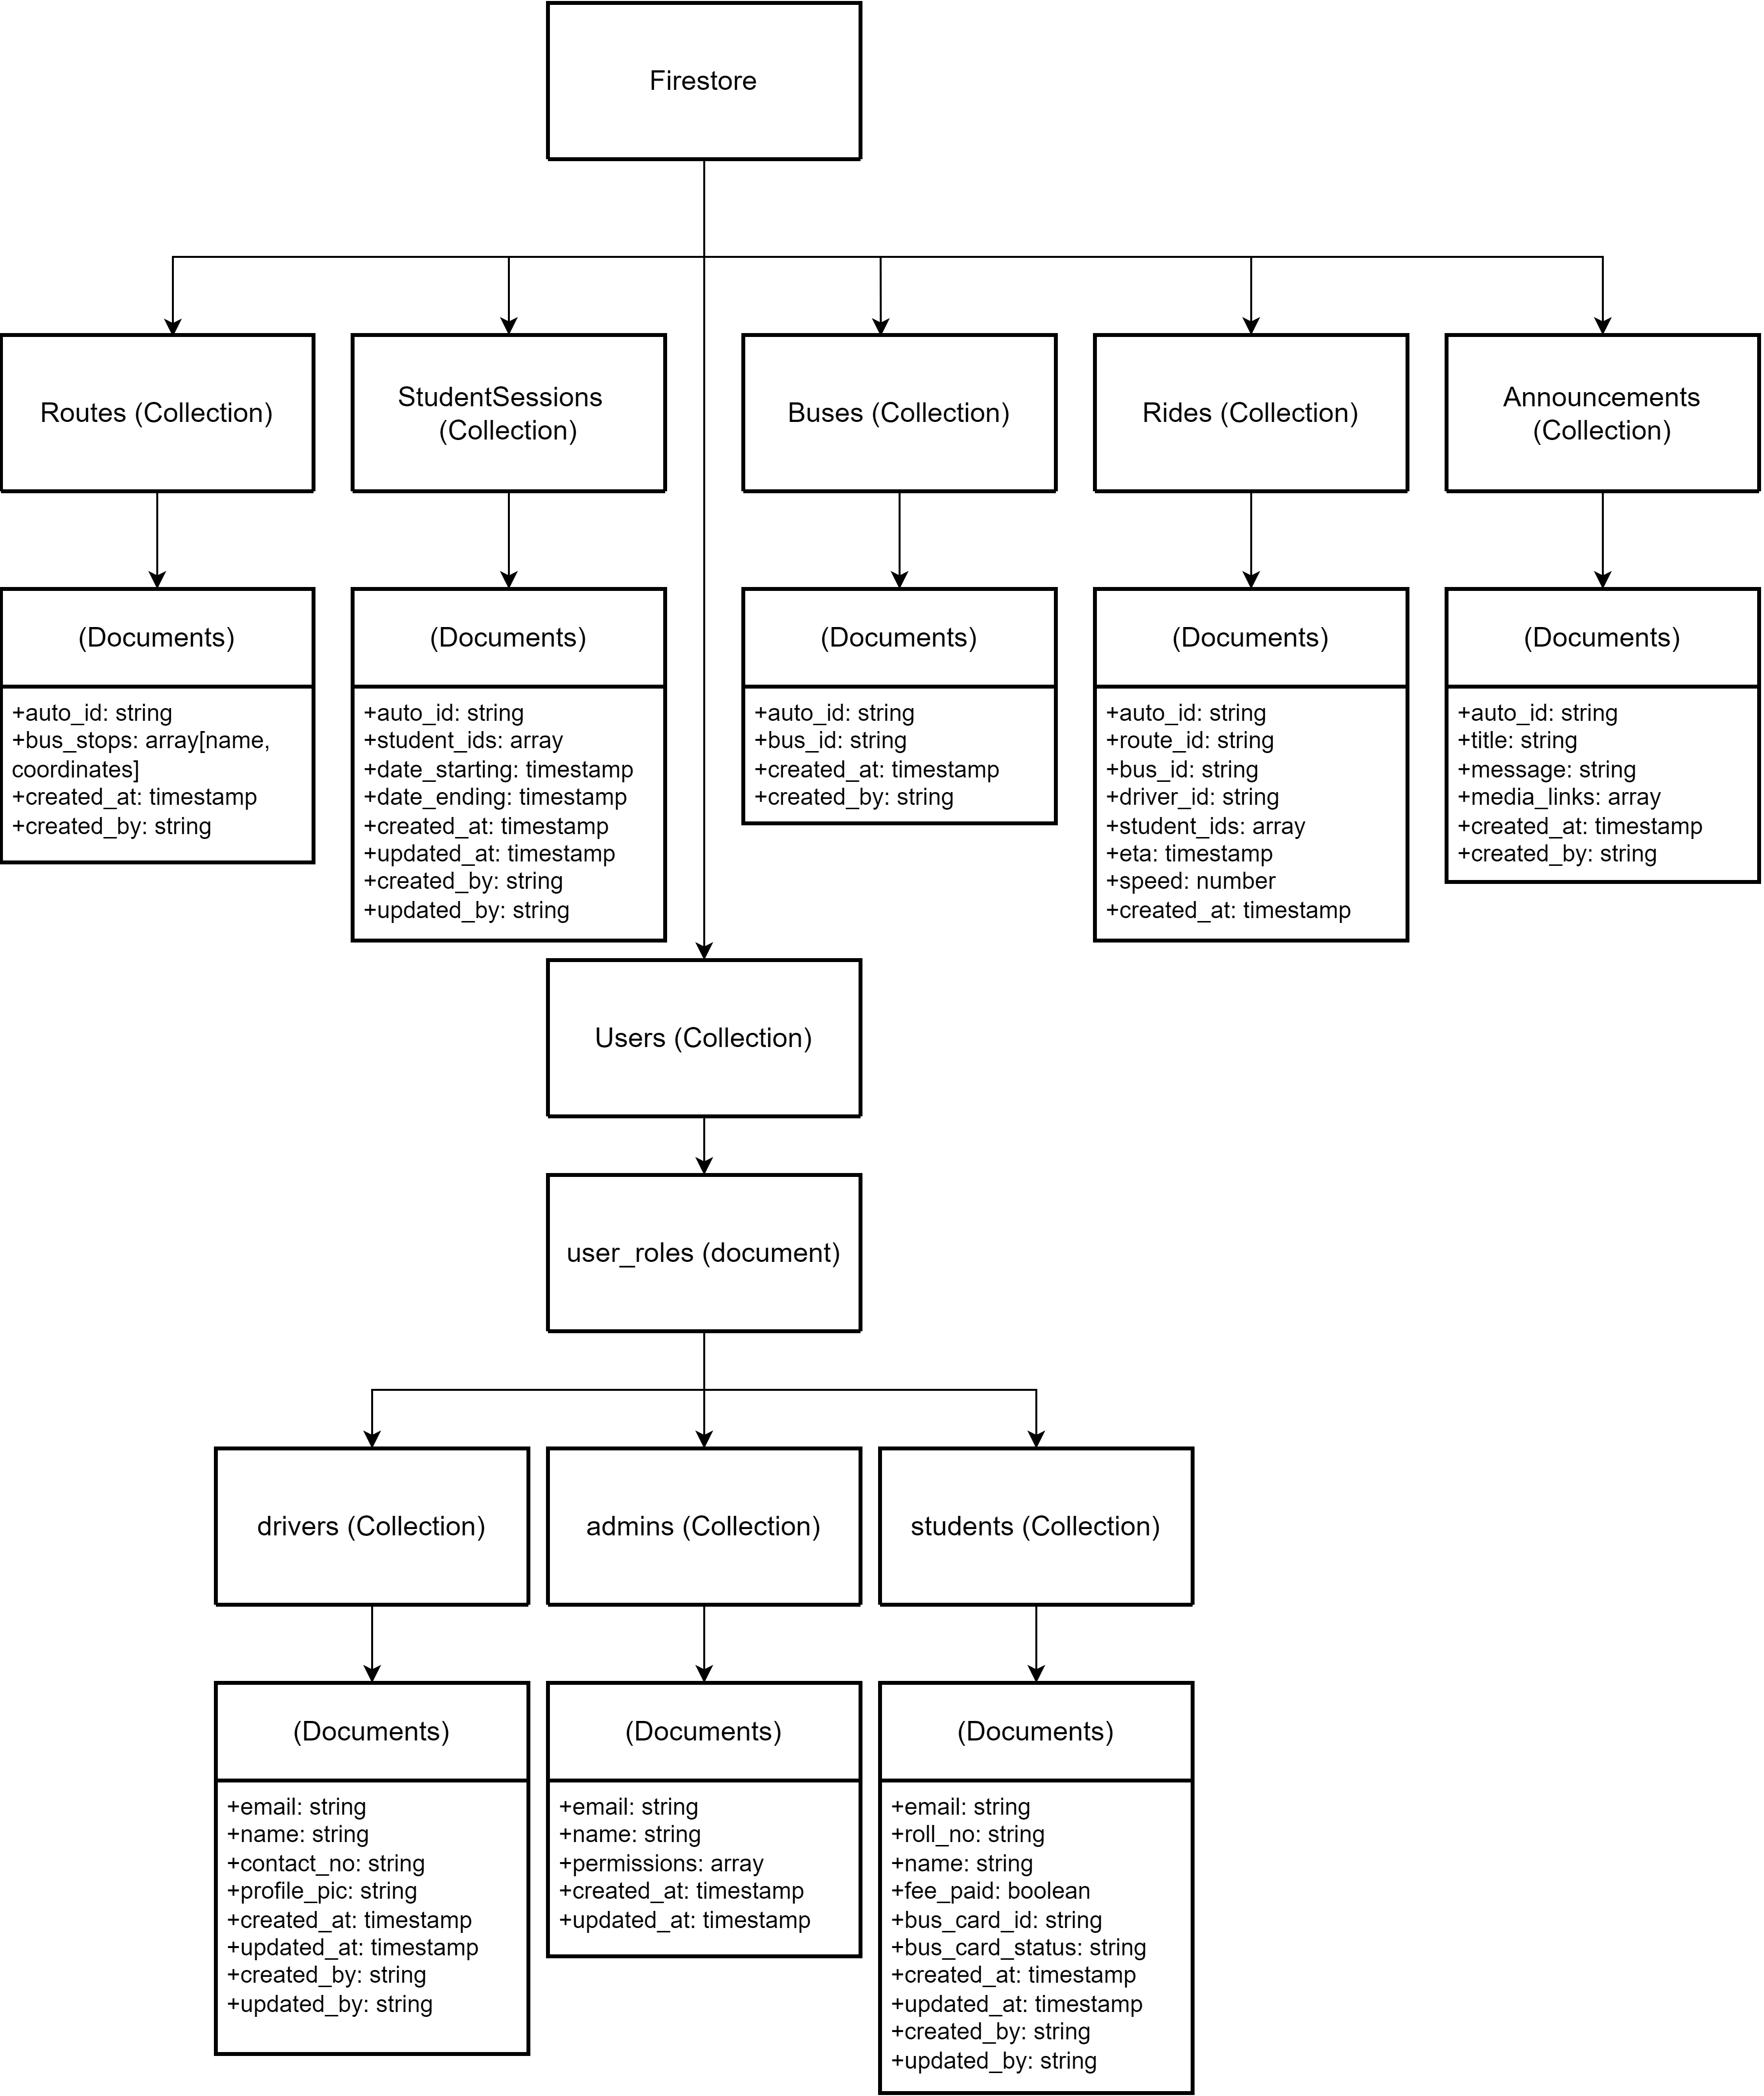 Firestore
Routes (Collection)
StudentSessions
(Collection)
Buses (Collection)
Rides (Collection)
Announcements
(Collection)
(Documents)
+auto_id: string
+bus_stops: array[name,
coordinates]
+created_at: timestamp
+created_by: string
(Documents)
+auto_id: string
+student_ids: array
+date_starting: timestamp
+date_ending: timestamp
+created_at: timestamp
+updated_at: timestamp
+created_by: string
+updated_by: string
(Documents)
+auto_id: string
+bus_id: string
+created_at: timestamp
+created_by: string
(Documents)
+auto_id: string
+route_id: string
+bus_id: string
+driver_id: string
+student_ids: array
+eta: timestamp
+speed: number
+created_at: timestamp
(Documents)
+auto_id: string
+title: string
+message: string
+media_links: array
+created_at: timestamp
+created_by: string
Users (Collection)
user_roles (document)
drivers (Collection)
admins (Collection)
students (Collection)
(Documents)
+email: string
+name: string
+contact_no: string
+profile_pic: string
+created_at: timestamp
+updated_at: timestamp
+created_by: string
+updated_by: string
(Documents)
+email: string
+name: string
+permissions: array
+created_at: timestamp
+updated_at: timestamp
(Documents)
+email: string
+roll_no: string
+name: string
+fee_paid: boolean
+bus_card_id: string
+bus_card_status: string
+created_at: timestamp
+updated_at: timestamp
+created_by: string
+updated_by: string